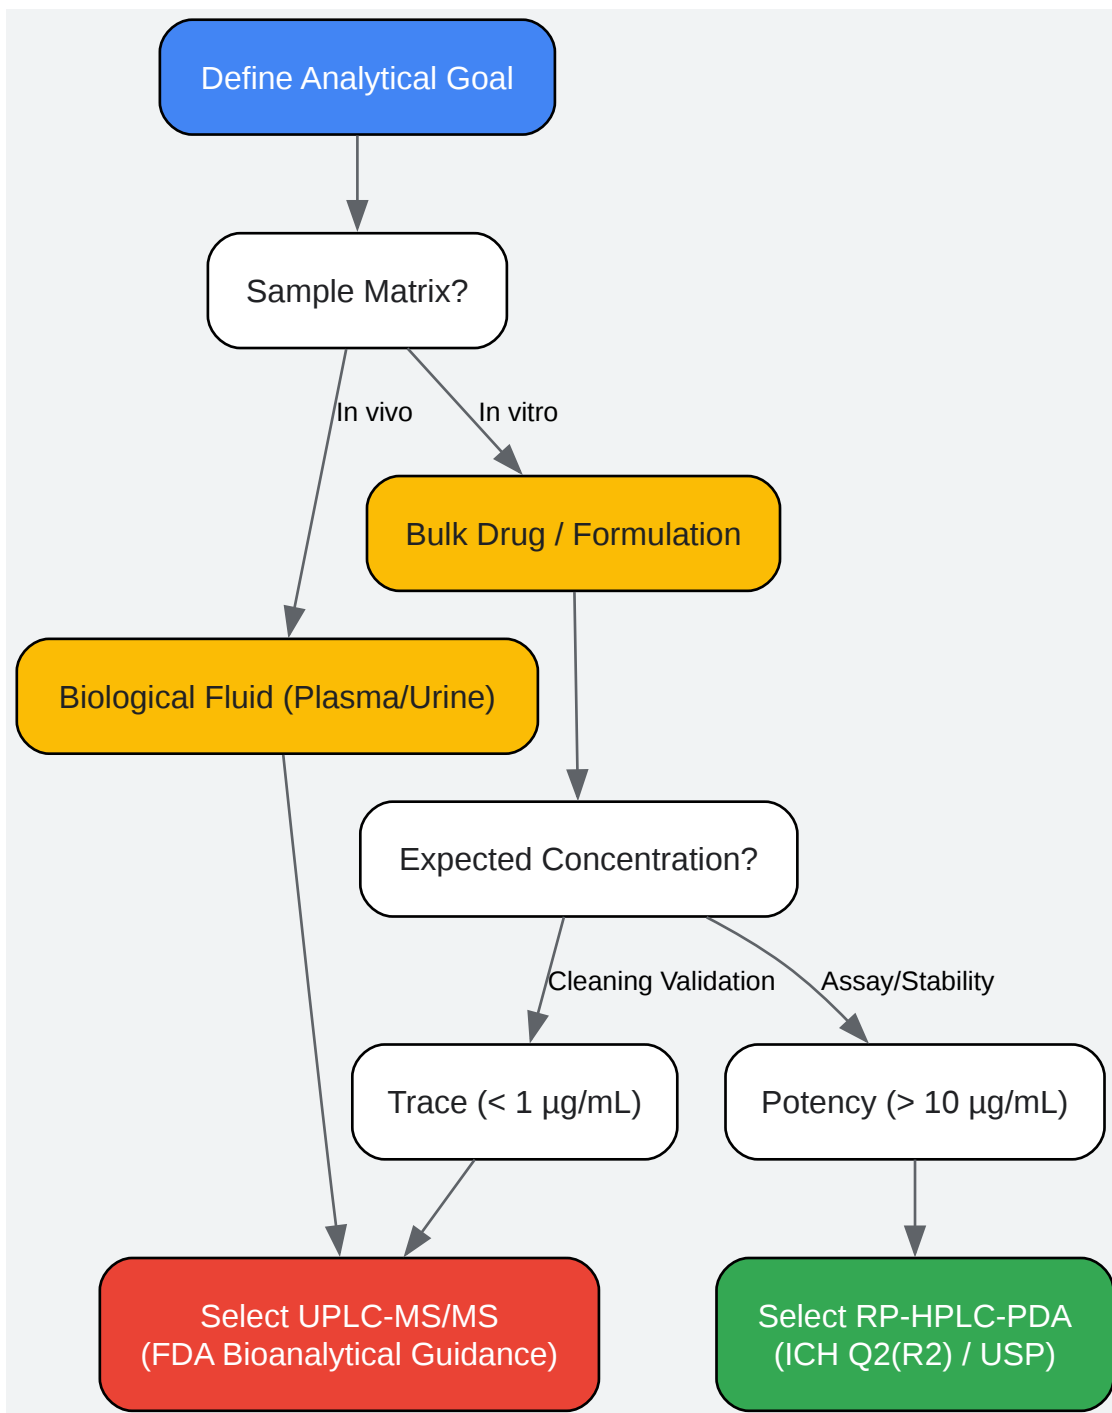 Define Analytical Goal
Sample Matrix?
In vivo
In vitro
Bulk Drug / Formulation
Biological Fluid (Plasma/Urine)
Expected Concentration?
Cleaning Validation
Assay/Stability
Trace (< 1 µg/mL)
Potency (> 10 µg/mL)
Select UPLC-MS/MS
(FDA Bioanalytical Guidance)
Select RP-HPLC-PDA
(ICH Q2(R2) / USP)